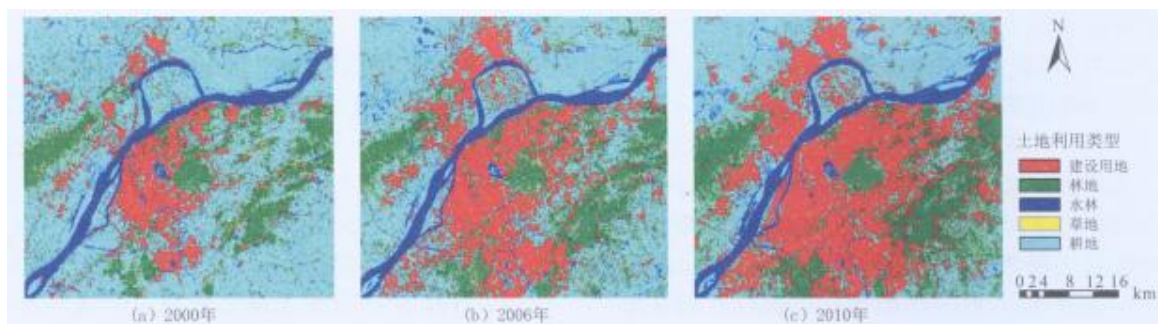 N
土地利用类型
建设用地
林地
水林
草地
耕地
0 2 4 8 12 16
km
(a) 2000年
(b) 2006年
(c) 2010年